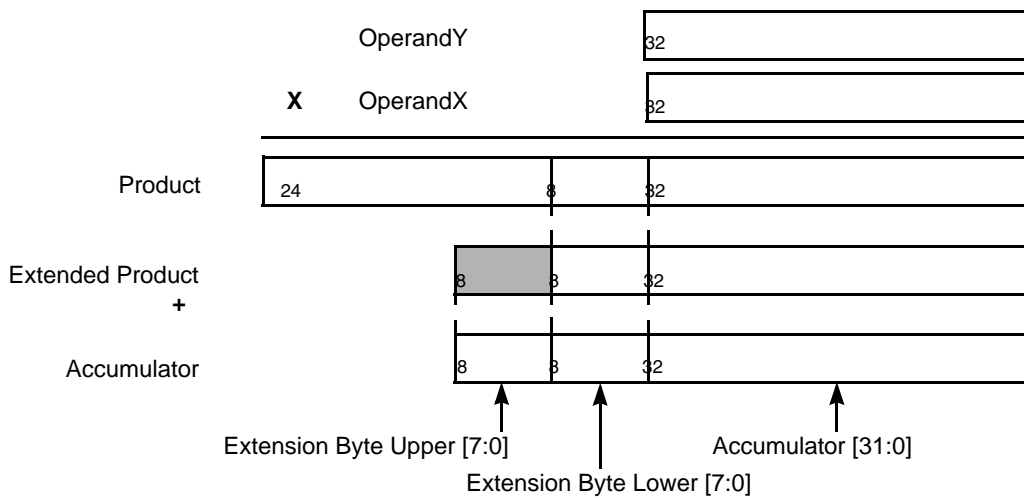 OperandY 32
X OperandX 32
Product 24 8 32
Extended Product 8 8 32
+
Accumulator 8 8 32
Extension Byte Upper [7:0] Accumulator [31:0]
Extension Byte Lower [7:0]